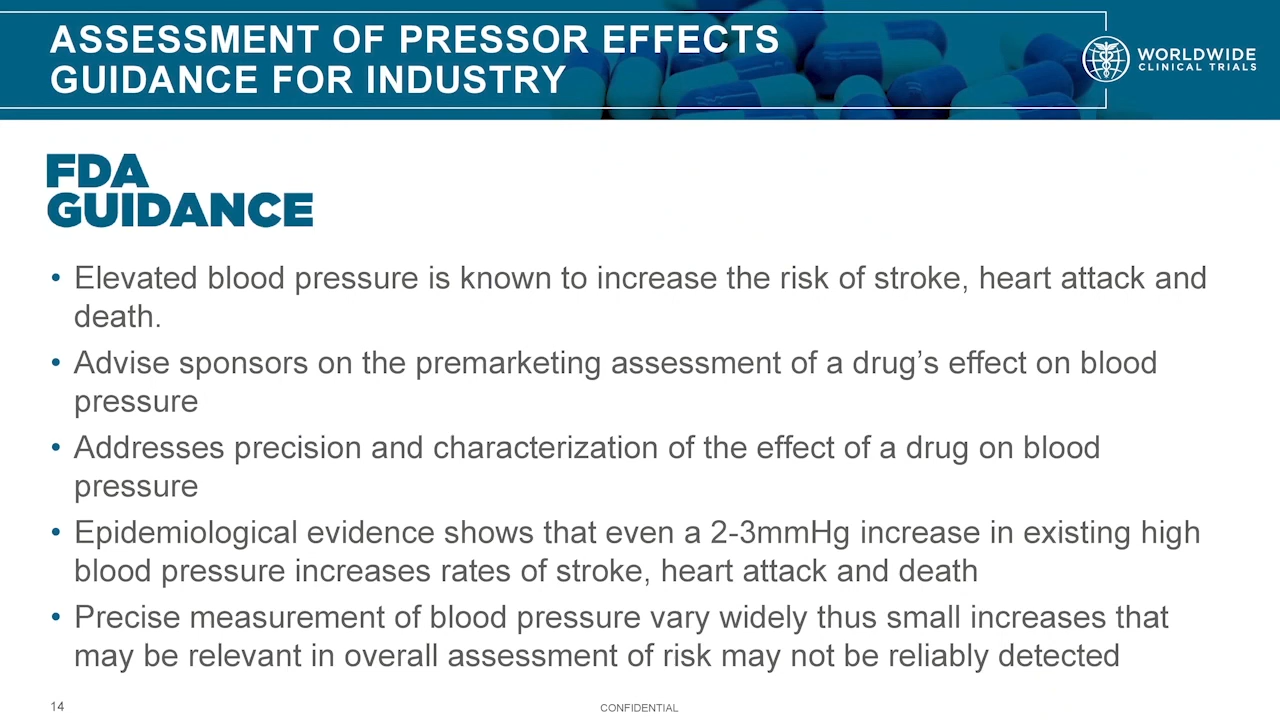 ASSESSMENT OF PRESSOR EFFECTS
GUIDANCE FOR INDUSTRY
WORLDWIDE
CLINICAL TRIALS
FDA
GUIDANCE
• Elevated blood pressure is known to increase the risk of stroke, heart attack and
death.
• Advise sponsors on the premarketing assessment of a drug’s effect on blood
pressure
• Addresses precision and characterization of the effect of a drug on blood
pressure
• Epidemiological evidence shows that even a 2-3mmHg increase in existing high
blood pressure increases rates of stroke, heart attack and death
• Precise measurement of blood pressure vary widely thus small increases that
may be relevant in overall assessment of risk may not be reliably detected
14
CONFIDENTIAL